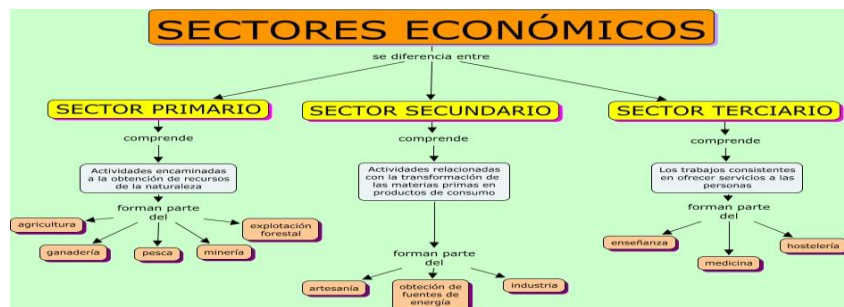 SECTORES ECONÓMICOS
se diferencia entre
SECTOR PRIMARIO
comprende
Actividades encaminadas
a la obtención de recursos
de la naturaleza
forman parte
del
agricultura
ganadería
pesca
minería
explotación
forestal
SECTOR SECUNDARIO
comprende
Actividades relacionadas
con la transformación de
las materias primas en
productos de consumo
forman parte
del
artesanía
obteción de
fuentes de
energía
industria
SECTOR TERCIARIO
comprende
Los trabajos consistentes
en ofrecer servicios a las
personas
forman parte
del
enseñanza
medicina
hostelería